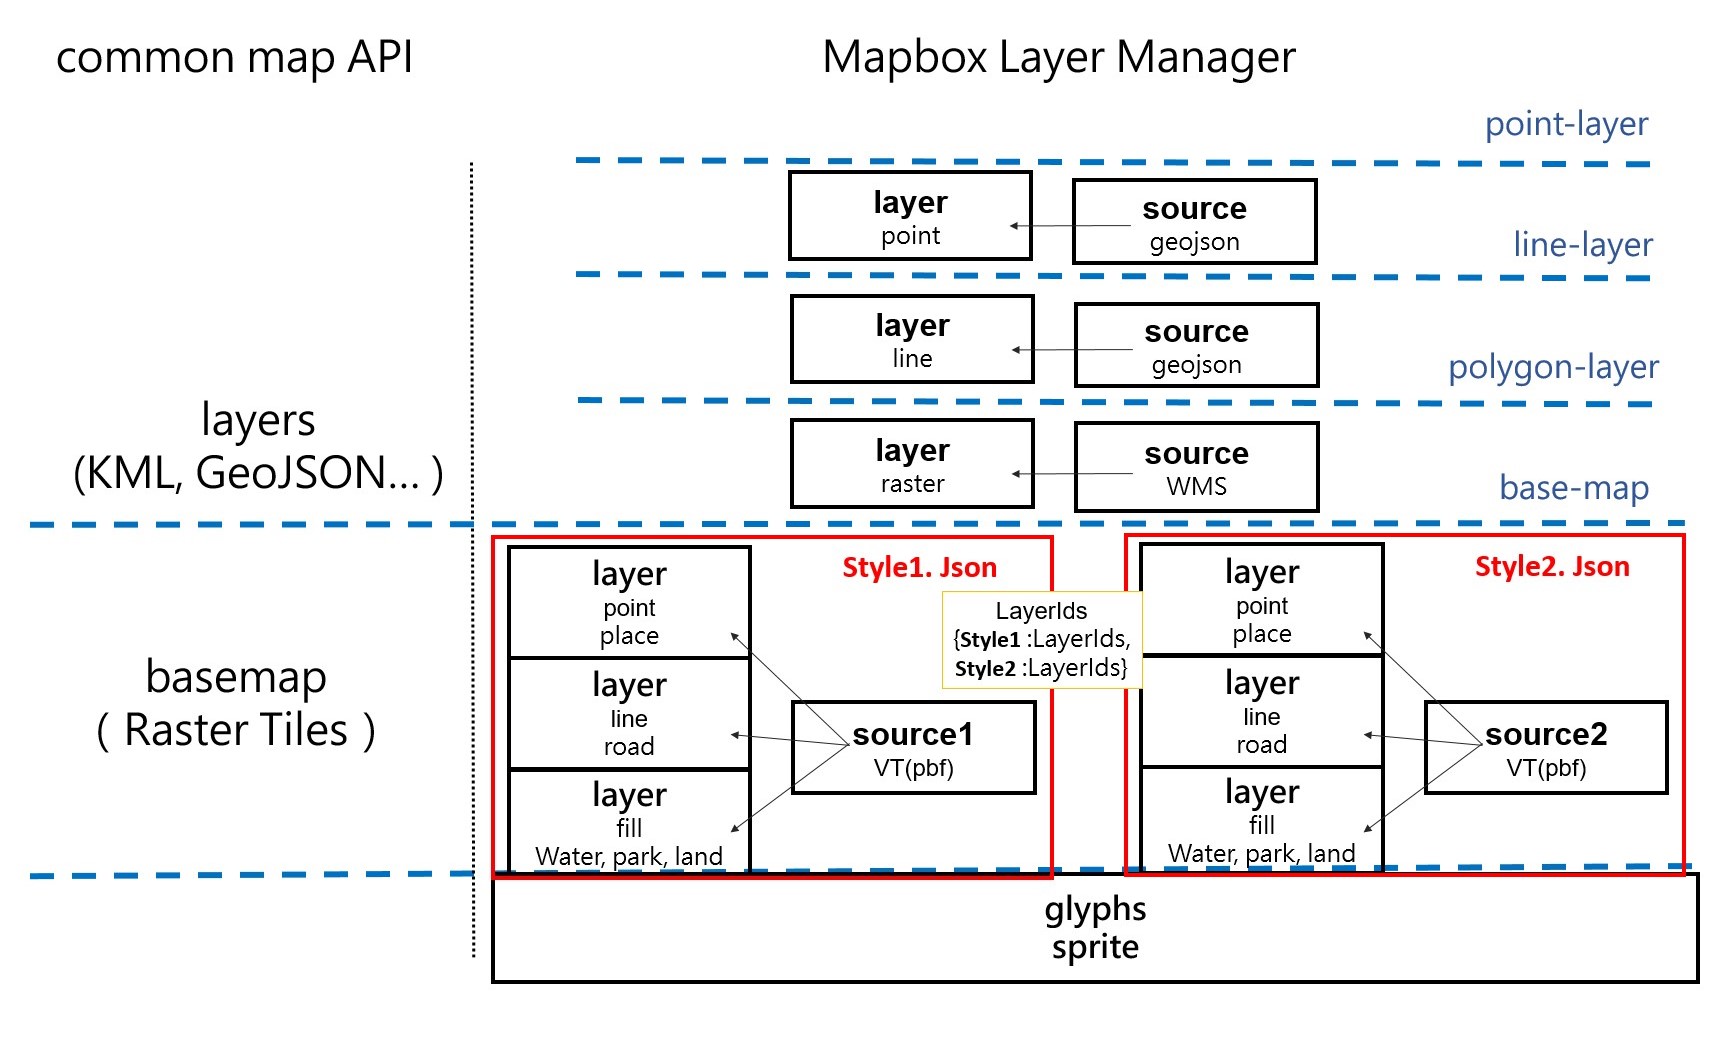 common map API
Mapbox Layer Manager
point-layer
layer
point
source
geojson
line-layer
layer
line
source
geojson
polygon-layer
layers
(KML, GeoJSON... )
layer
raster
source
WMS
base-map
basemap
( Raster Tiles )
Style1. Json
layer
point
place
layer
line
road
layer
fill
Water, park, land
source1
VT(pbf)
LayerIds
{Style1 :LayerIds,
Style2 :LayerIds}
Style2. Json
layer
point
place
layer
line
road
layer
fill
Water, park, land
source2
VT(pbf)
glyphs
sprite